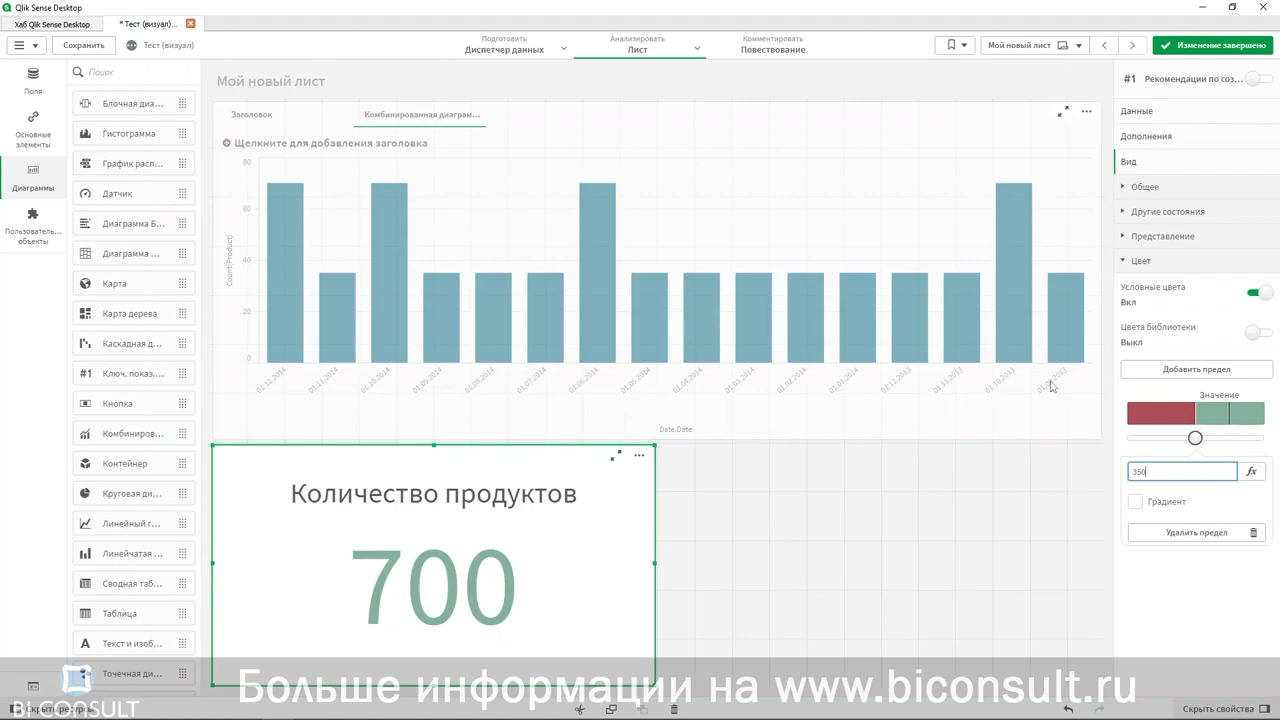 Qlik Sense Desktop
Хаб Qlik Sense Desktop
* Тест (визуал)...
Сохранить
Тест (визуал)
Подготовить
Диспетчер данных
Анализировать
Лист
Комментировать
Повествование
Мой новый лист
Изменение завершено
Поля
Основные
элементы
Диаграммы
Пользователь...
объекты
Поиск
Блочная диа...
Гистограмма
График расп...
Датчик
Диаграмма Б...
Диаграмма ...
Карта
Карта дерева
Каскадная д...
#1 Ключ. показ....
Кнопка
Комбиниров...
Контейнер
Круговая ди...
Линейный г...
Линейчатая ...
Сводная таб...
Таблица
A Текст и изоб...
Точечная ди...
Мой новый лист
Заголовок
Комбинированная диаграм...
Щелкните для добавления заголовка
Count(Product)
80
60
40
20
0
01.12.2014
01.11.2014
01.10.2014
01.09.2014
01.08.2014
01.07.2014
01.06.2014
01.05.2014
01.04.2014
01.03.2014
01.02.2014
01.01.2014
01.12.2013
01.11.2013
01.10.2013
Date.Date
Количество продуктов
700
#1 Рекомендации по соз...
Данные
Дополнения
Вид
Общее
Другие состояния
Представление
Цвет
Условные цвета
Вкл
Цвета библиотеки
Выкл
Добавить предел
Значение
350
fx
Градиент
Удалить предел
Больше информации на www.biconsult.ru
BI CONSULT
Скрыть свойства